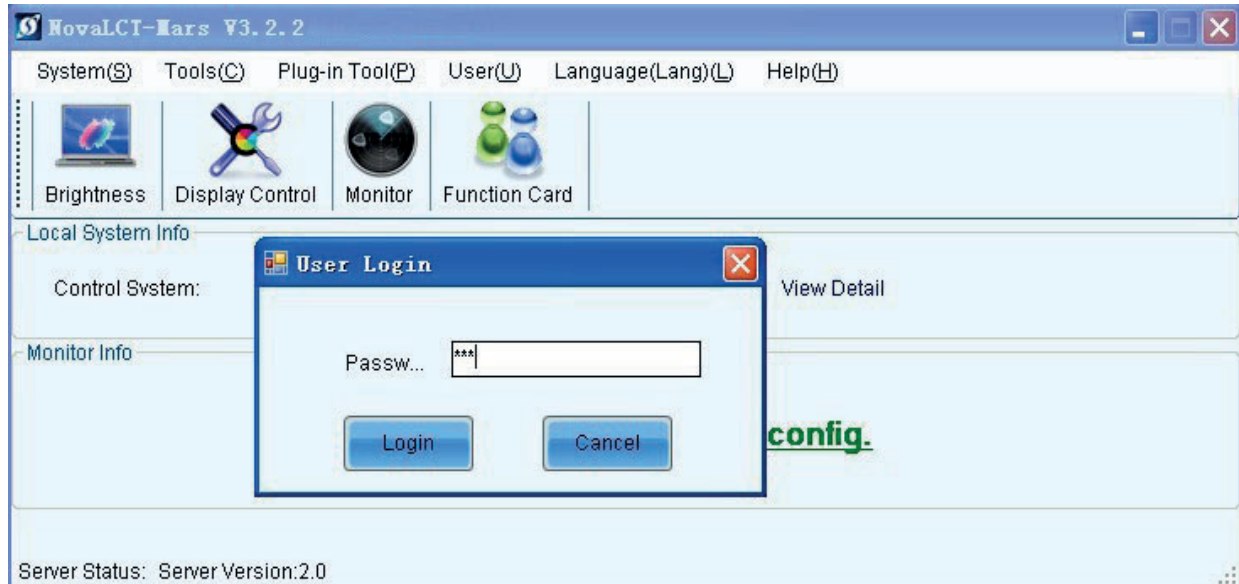 NovaLCT-Mars V3.2.2
System(S) Tools(C) Plug-in Tool(P) User(U) Language(Lang)(L) Help(H)
Brightness Display Control Monitor Function Card
Local System Info
User Login
Control System: View Detail
Monitor Info
Passw... ***
config.
Login Cancel
Server Status: Server Version:2.0